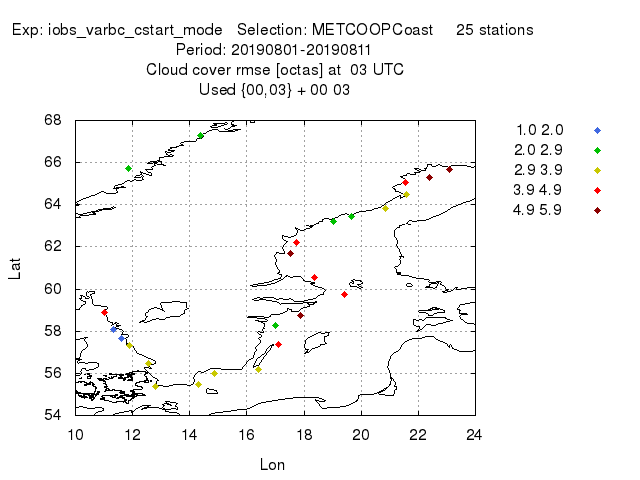 Exp: iobs_varbc_cstart_mode   Selection: METCOOPCoast     25 stations
Period: 20190801-20190811
Cloud cover rmse [octas] at  03 UTC
Used {00,03} + 00 03
68
66
64
62
60
58
56
54
Lat
10 12 14 16 18 20 22 24
Lon
1.0 2.0
2.0 2.9
2.9 3.9
3.9 4.9
4.9 5.9